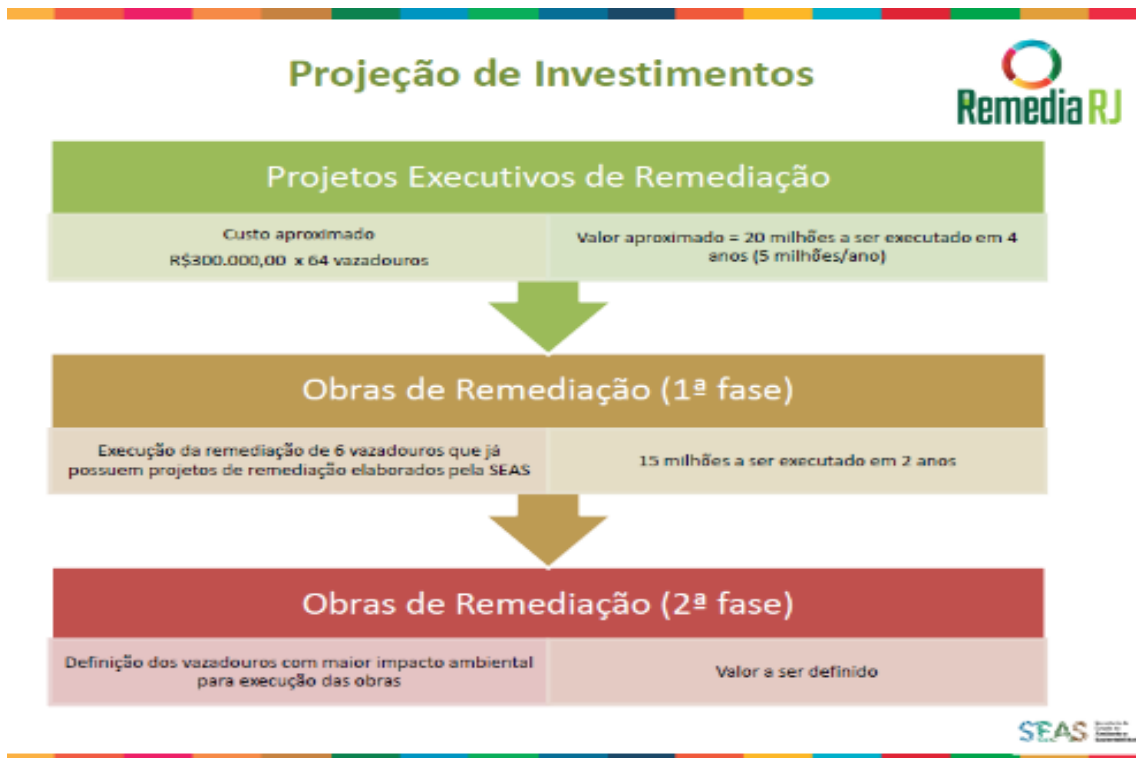 Projeção de Investimentos
Remedia RJ
Projetos Executivos de Remediação
Custo aproximado
R$300.000,00 x 64 vazadouros
Valor aproximado = 20 milhões a ser executado em 4
anos (5 milhões/ano)
Obras de Remediação (1ª fase)
Execução da remediação de 6 vazadouros que já
possuem projetos de remediação elaborados pela SEAS
15 milhões a ser executado em 2 anos
Obras de Remediação (2ª fase)
Definição dos vazadouros com maior impacto ambiental
para execução das obras
Valor a ser definido
SEAS